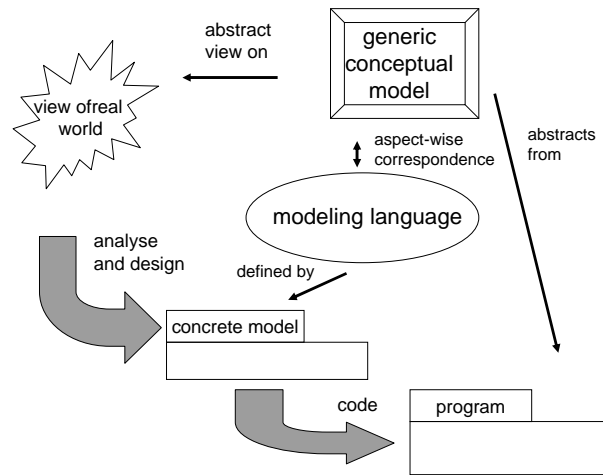 abstract
view on
generic
conceptual
model
view ofreal
world
aspect-wise
correspondence
abstracts
from
modeling language
analyse
and design
defined by
concrete model
code
program